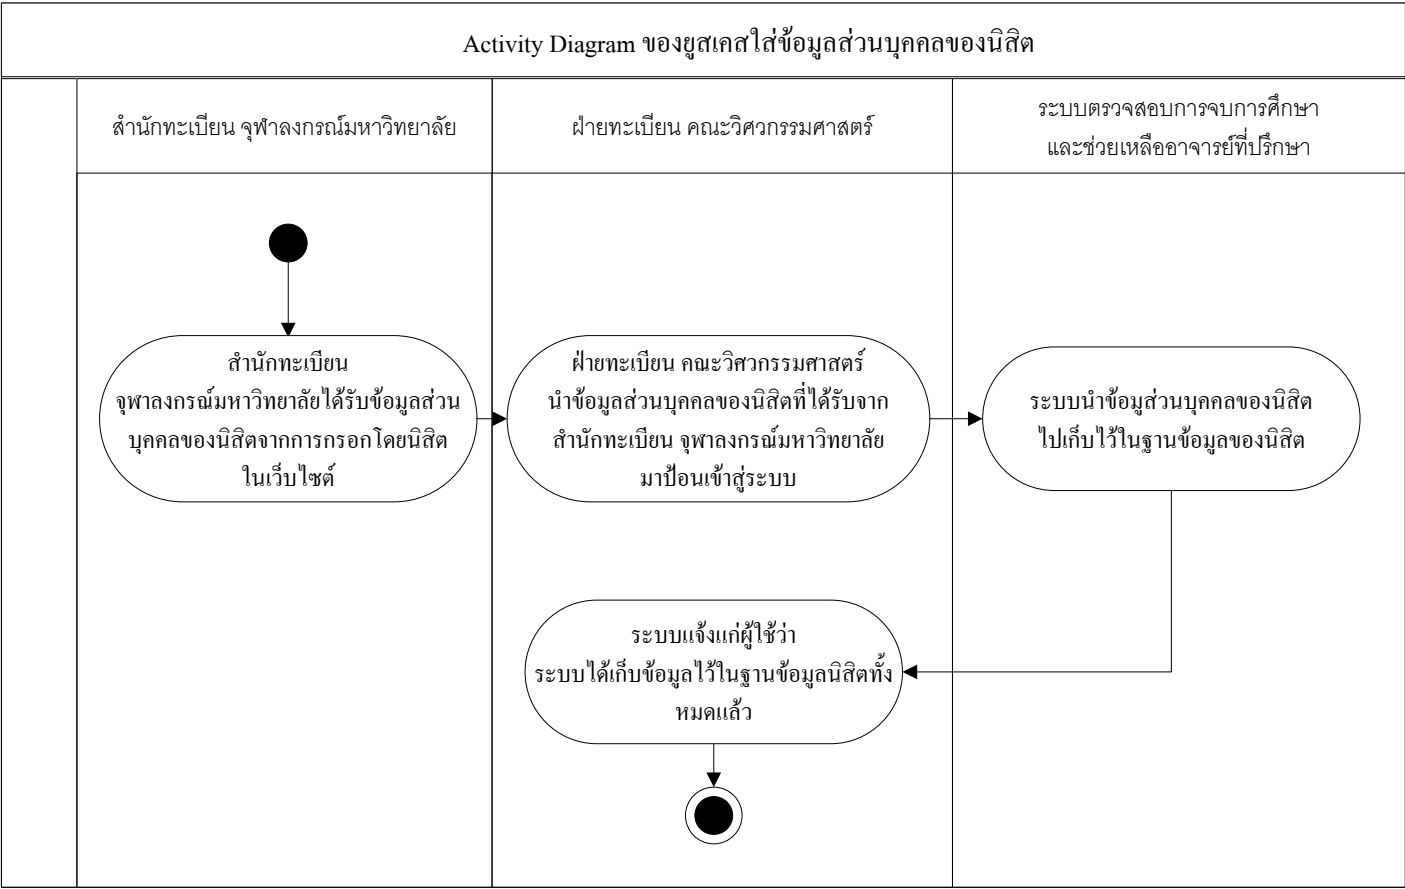 Activity Diagram ของยูสเคสใส่ข้อมูลส่วนบุคคลของนิสิต
สำนักทะเบียน จุฬาลงกรณ์มหาวิทยาลัย
ฝ่ายทะเบียน คณะวิศวกรรมศาสตร์
ระบบตรวจสอบการจบการศึกษา
และช่วยเหลืออาจารย์ที่ปรึกษา
สำนักทะเบียน
จุฬาลงกรณ์มหาวิทยาลัยได้รับข้อมูลส่วน
บุคคลของนิสิตจากการกรอกโดยนิสิต
ในเว็บไซต์
ฝ่ายทะเบียน คณะวิศวกรรมศาสตร์
นำข้อมูลส่วนบุคคลของนิสิตที่ได้รับจาก
สำนักทะเบียน จุฬาลงกรณ์มหาวิทยาลัย
มาป้อนเข้าสู่ระบบ
ระบบนำข้อมูส่วนบุคคลของนิสิต
ไปเก็บไว้ในฐานข้อมูลของนิสิต
ระบบแจ้งแก่ผู้ใช้ว่า
ระบบได้เก็บข้อมูลไว้ในฐานข้อมูลนิสิตทั้ง
หมดแล้ว